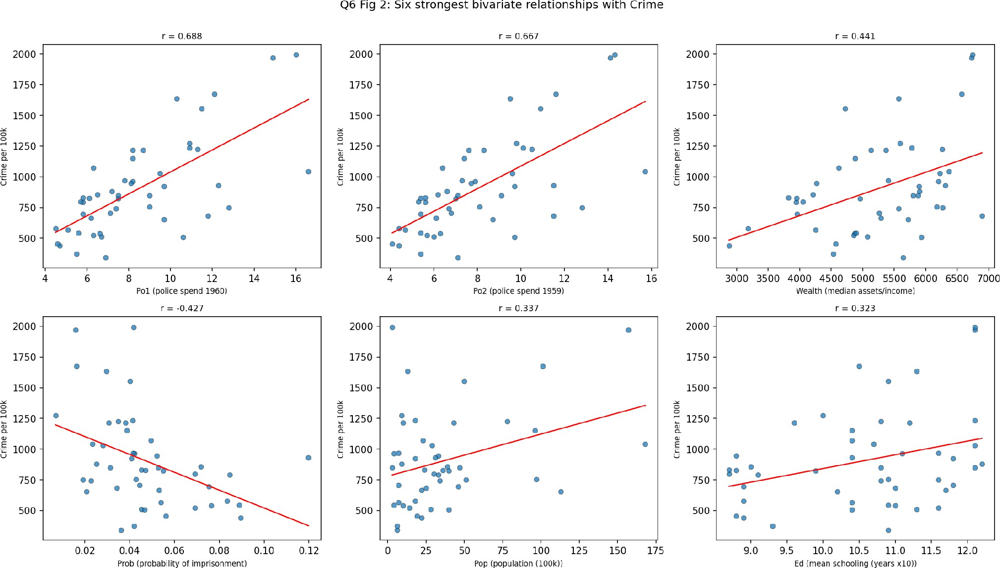 Q6 Fig 2: Six strongest bivariate relationships with Crime
r = 0.688
2000
1750
1500
1250
1000
750
500
Crime per 100k
4 6 8 10 12 14 16
Po1 (police spend 1960)
r = 0.667
2000
1750
1500
1250
1000
750
500
Crime per 100k
4 6 8 10 12 14 16
Po2 (police spend 1959)
r = 0.441
2000
1750
1500
1250
1000
750
500
Crime per 100k
3000 3500 4000 4500 5000 5500 6000 6500 7000
Wealth (median assets/income)
r = -0.427
2000
1750
1500
1250
1000
750
500
Crime per 100k
0.02 0.04 0.06 0.08 0.10 0.12
Prob (probability of imprisonment)
r = 0.337
2000
1750
1500
1250
1000
750
500
Crime per 100k
0 25 50 75 100 125 150 175
Pop (population (100k))
r = 0.323
2000
1750
1500
1250
1000
750
500
Crime per 100k
9.0 9.5 10.0 10.5 11.0 11.5 12.0
Ed (mean schooling (years x10))